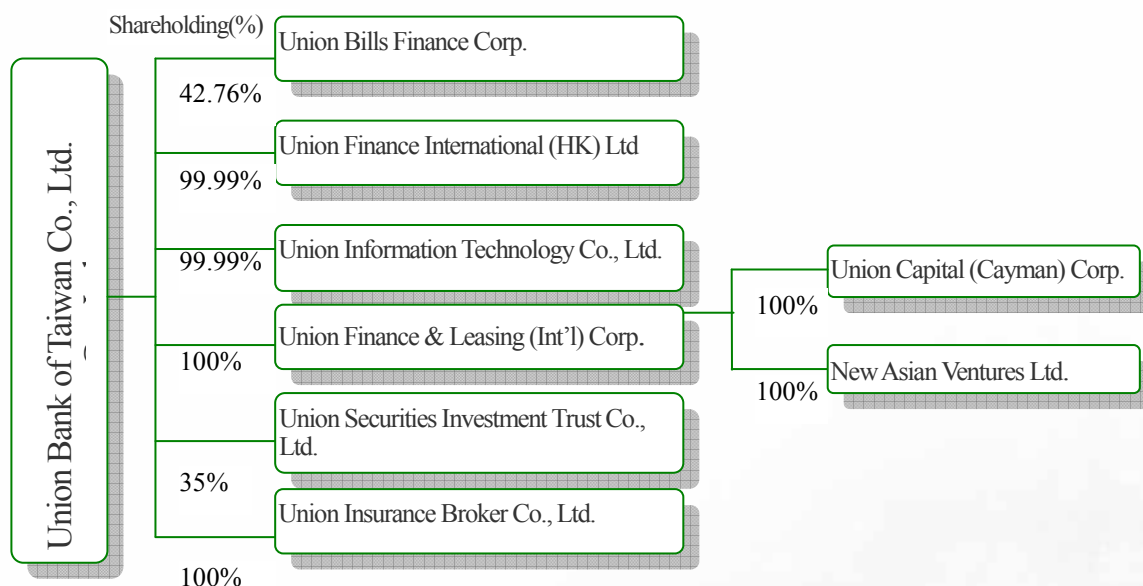 Shareholding(%)
Union Bank of Taiwan Co., Ltd.
Union Bills Finance Corp.
42.76%
Union Finance International (HK) Ltd
99.99%
Union Information Technology Co., Ltd.
99.99%
Union Finance & Leasing (Int’l) Corp.
100%
Union Securities Investment Trust Co.,
Ltd.
35%
Union Insurance Broker Co., Ltd.
100%
Union Capital (Cayman) Corp.
100%
New Asian Ventures Ltd.
100%